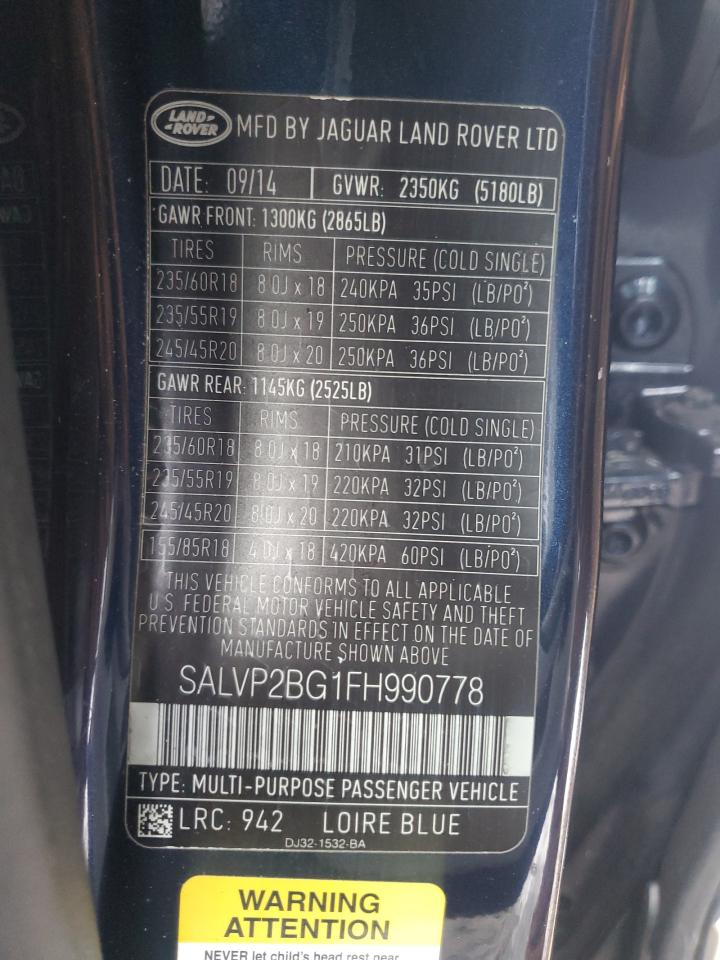 LAND ROVER MFD BY JAGUAR LAND ROVER LTD
DATE: 09/14 GVWR: 2350KG (5180LB)
GAWR FRONT: 1300KG (2865LB)
TIRES RIMS PRESSURE (COLD SINGLE)
235/60R18 8.0J x 18 240KPA 35PSI (LB/PO²)
235/55R19 8.0J x 19 250KPA 36PSI (LB/PO²)
245/45R20 8.0J x 20 250KPA 36PSI (LB/PO²)
GAWR REAR: 1145KG (2525LB)
TIRES RIMS PRESSURE (COLD SINGLE)
235/60R18 8.0J x 18 210KPA 31PSI (LB/PO²)
235/55R19 8.0J x 19 220KPA 32PSI (LB/PO²)
245/45R20 8.0J x 20 220KPA 32PSI (LB/PO²)
155/85R18 4.0J x 18 420KPA 60PSI (LB/PO²)
THIS VEHICLE CONFORMS TO ALL APPLICABLE
U.S. FEDERAL MOTOR VEHICLE SAFETY AND THEFT
PREVENTION STANDARDS IN EFFECT ON THE DATE OF
MANUFACTURE SHOWN ABOVE
SALVP2BG1FH990778
TYPE: MULTI-PURPOSE PASSENGER VEHICLE
LRC: 942 LOIRE BLUE
DJ32-1532-BA
WARNING
ATTENTION
NEVER let child's head rest near